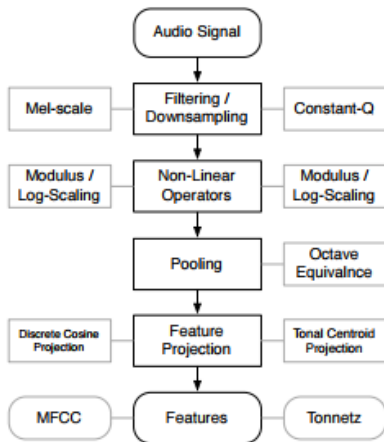 Audio Signal
Mel-scale
Filtering /
Downsampling
Constant-Q
Modulus /
Log-Scaling
Non-Linear
Operators
Modulus /
Log-Scaling
Pooling
Octave
Equivalnce
Discrete Cosine
Projection
Feature
Projection
Tonal Centroid
Projection
MFCC
Features
Tonnetz